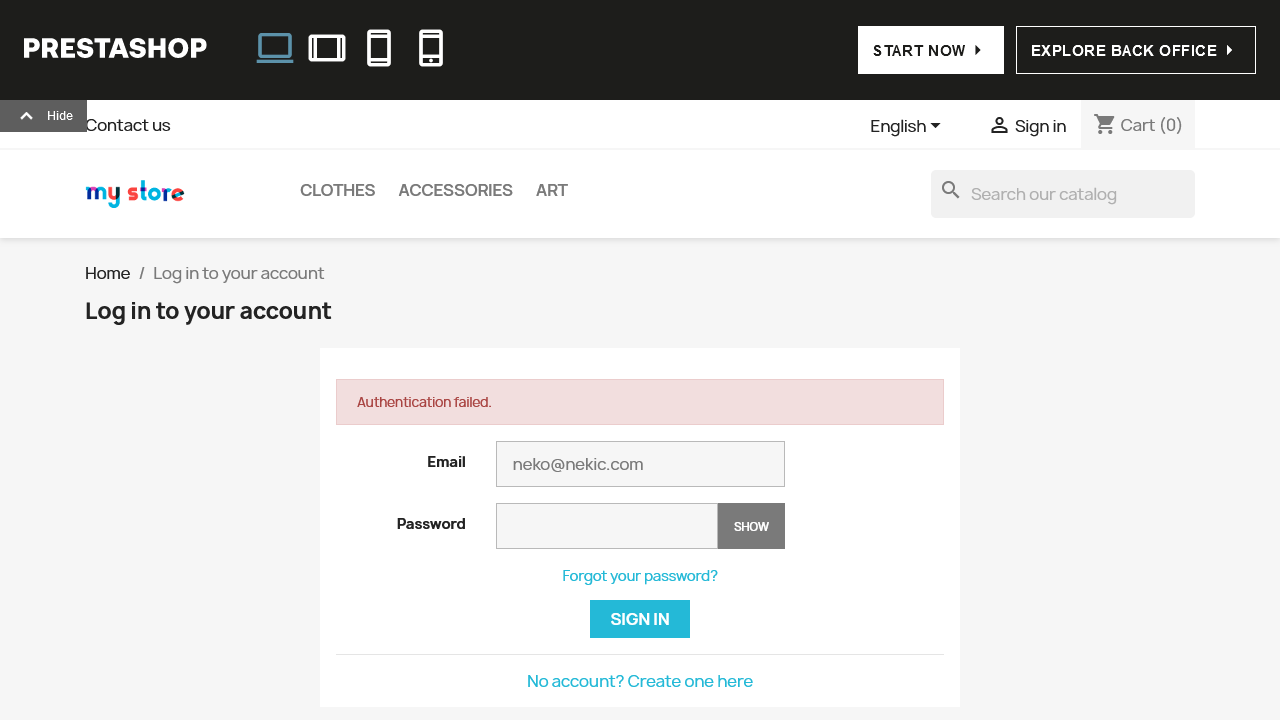 PRESTASHOP
START NOW
EXPLORE BACK OFFICE
Hide
Contact us
English
Sign in
Cart (0)
my store
CLOTHES
ACCESSORIES
ART
Search our catalog
Home / Log in to your account
Log in to your account
Authentication failed.
Email
neko@nekic.com
Password
SHOW
Forgot your password?
SIGN IN
No account? Create one here